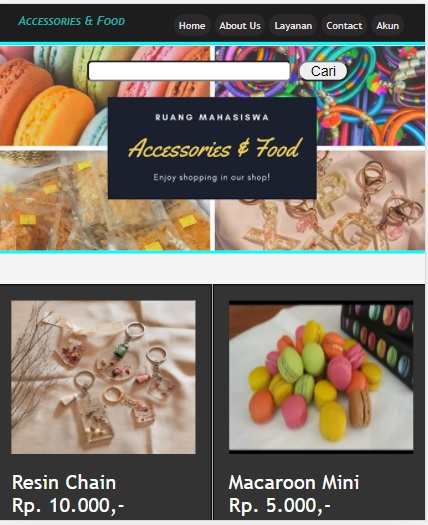 Accessories & Food
Home
About Us
Layanan
Contact
Akun
Cari
RUANG MAHASISWA
Accessories & Food
Enjoy shopping in our shop!
Resin Chain
Rp. 10.000,-
Macaroon Mini
Rp. 5.000,-